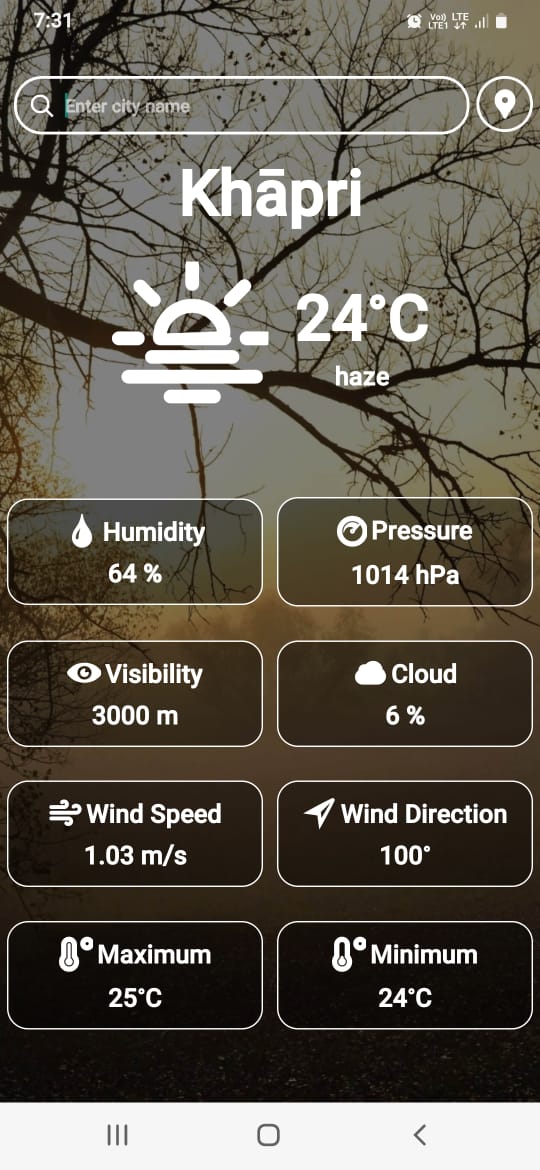 7:31
Vo)) LTE
LTE1
Enter city name
Khāpri
24°C
haze
Humidity
64 %
Pressure
1014 hPa
Visibility
3000 m
Cloud
6 %
Wind Speed
1.03 m/s
Wind Direction
100°
Maximum
25°C
Minimum
24°C